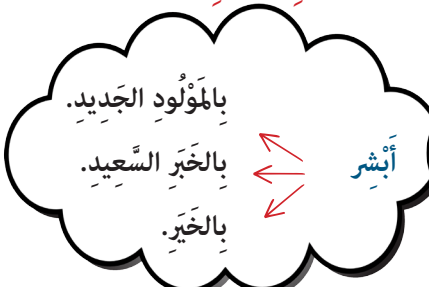 بِالمَوْلُودِ الجَدِيدِ.
أَبْشِر بِالخَبَرِ السَّعِيدِ.
بِالخَيَرِ.